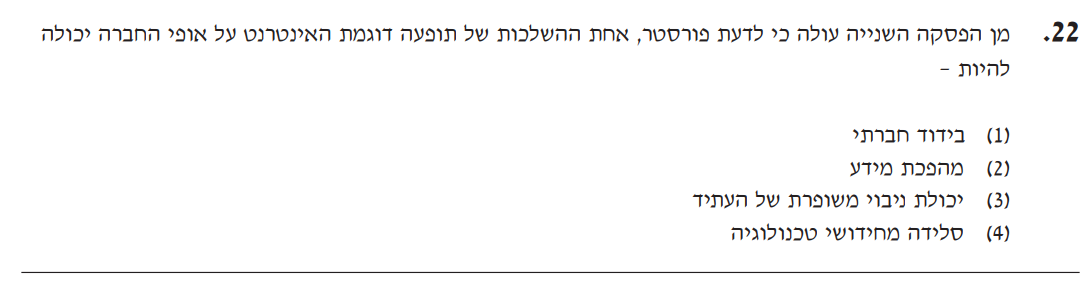 22. מן הפסקה השנייה עולה כי לדעת פורסטר, אחת ההשלכות של תופעה דוגמת האינטרנט על אופי החברה יכולה
להיות –
(1) בידוד חברתי
(2) מהפכת מידע
(3) יכולת ניבוי משופרת של העתיד
(4) סלידה מחידושי טכנולוגיה